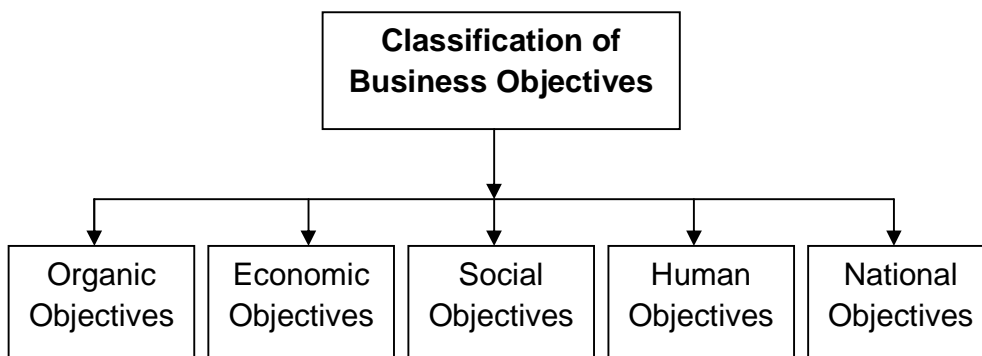 Classification of
Business Objectives
Organic
Objectives
Economic
Objectives
Social
Objectives
Human
Objectives
National
Objectives